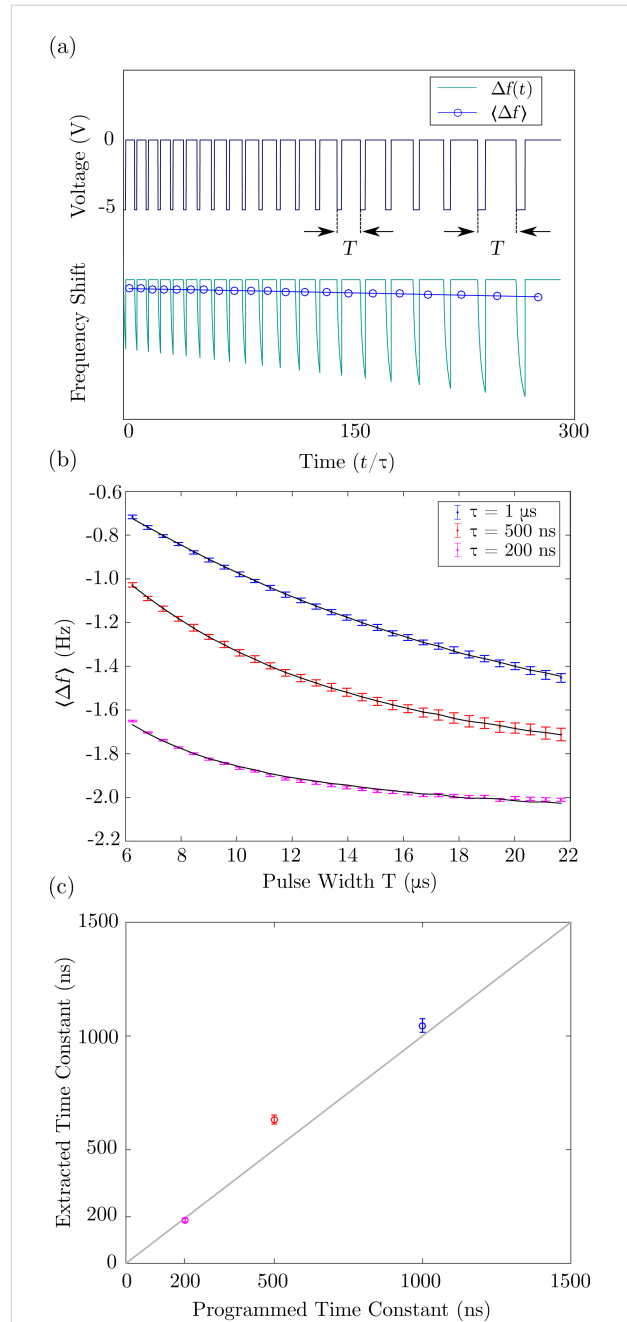 (a)
Δf(t)
⟨Δf⟩
Voltage (V)
0
-5
T
T
Frequency Shift
0
150
300
Time (t/τ)
(b)
-0.6
-0.8
-1.0
-1.2
-1.4
-1.6
-1.8
-2.0
-2.2
⟨Δf⟩ (Hz)
τ = 1 μs
τ = 500 ns
τ = 200 ns
6 8 10 12 14 16 18 20 22
Pulse Width T (μs)
(c)
1500
1000
500
200
0
Extracted Time Constant (ns)
0 200 500 1000 1500
Programmed Time Constant (ns)